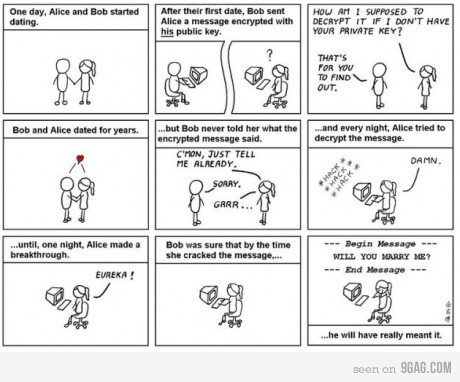 One day, Alice and Bob started
dating.
After their first date, Bob sent
Alice a message encrypted with
his public key.
?
HOW AM I SUPPOSED TO
DECRYPT IT IF I DON'T HAVE
YOUR PRIVATE KEY?
THAT'S
FOR YOU
TO FIND
OUT.
Bob and Alice dated for years.
...but Bob never told her what the
encrypted message said.
C'MON, JUST TELL
ME ALREADY.
SORRY.
GRRR...
...and every night, Alice tried to
decrypt the message.
*HACK*
*HACK*
*HACK*
DAMN.
...until, one night, Alice made a
breakthrough.
EUREKA!
Bob was sure that by the time
she cracked the message,...
--- Begin Message ---
WILL YOU MARRY ME?
--- End Message ---
...he will have really meant it.
seen on 9GAG.COM